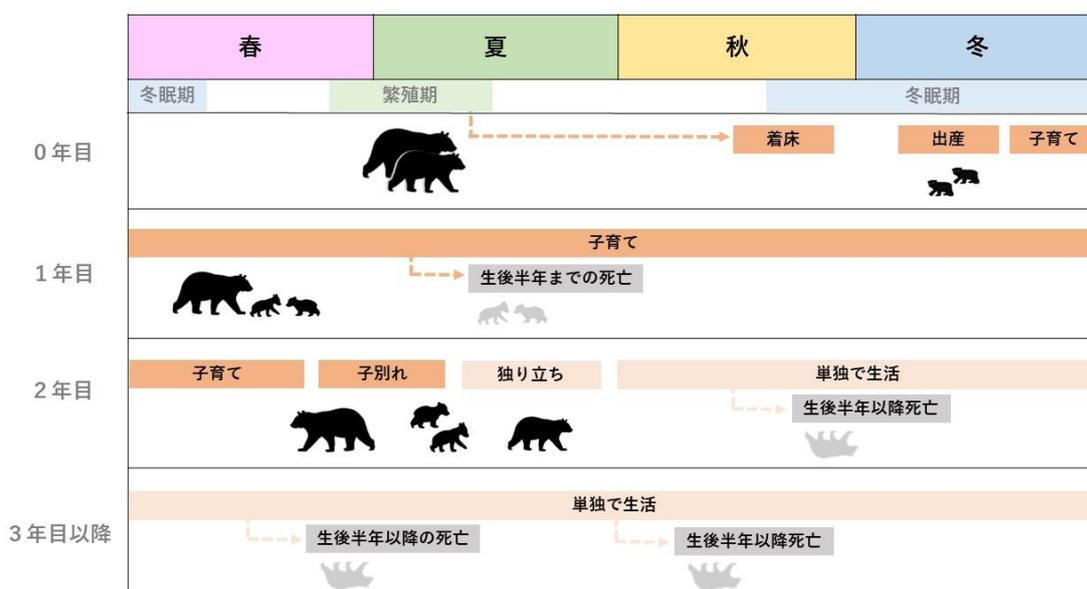 春 夏 秋 冬
冬眠期 繁殖期 冬眠期
0年目
着床 出産 子育て
子育て
1年目
生後半年までの死亡
子育て 子別れ 独り立ち 単独で生活
2年目
生後半年以降死亡
単独で生活
3年目以降
生後半年以降の死亡 生後半年以降死亡